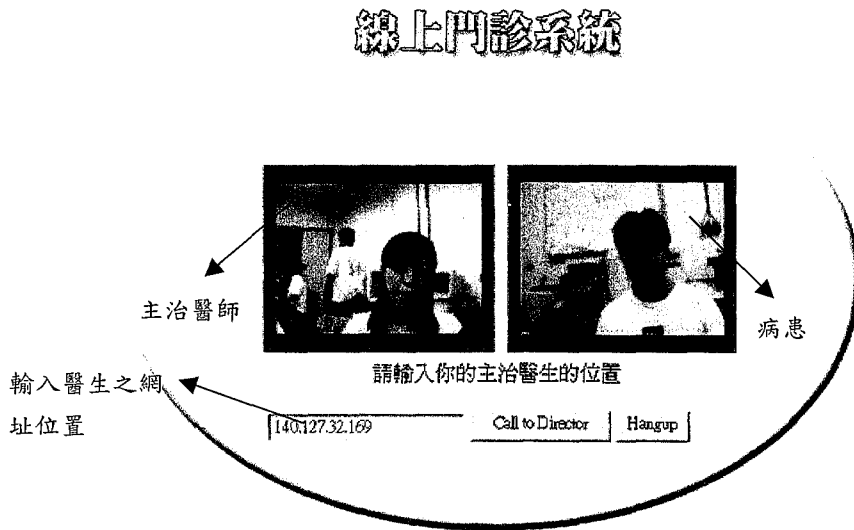 線上門診系統
主治醫師
病患
請輸入你的主治醫生的位置
輸入醫生之網
址位置
140.127.32.169
Call to Director
Hangup